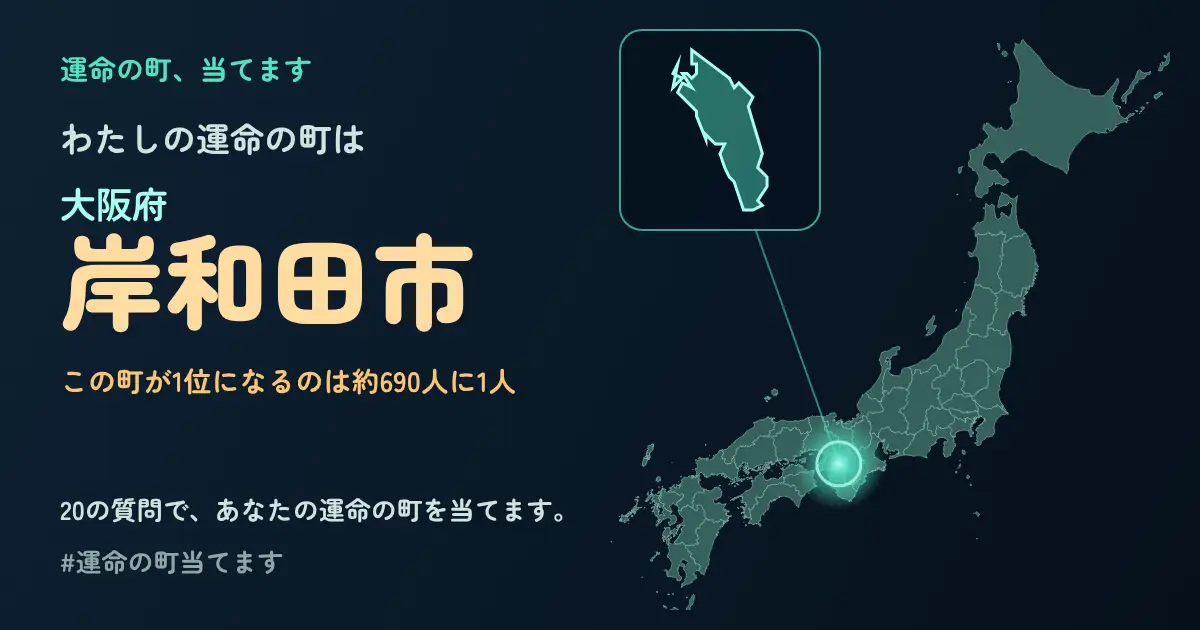 運命の町、当てます
わたしの運命の町は
大阪府
岸和田市
この町が1位になるのは約690人に1人
20の質問で、あなたの運命の町を当てます。
#運命の町当てます